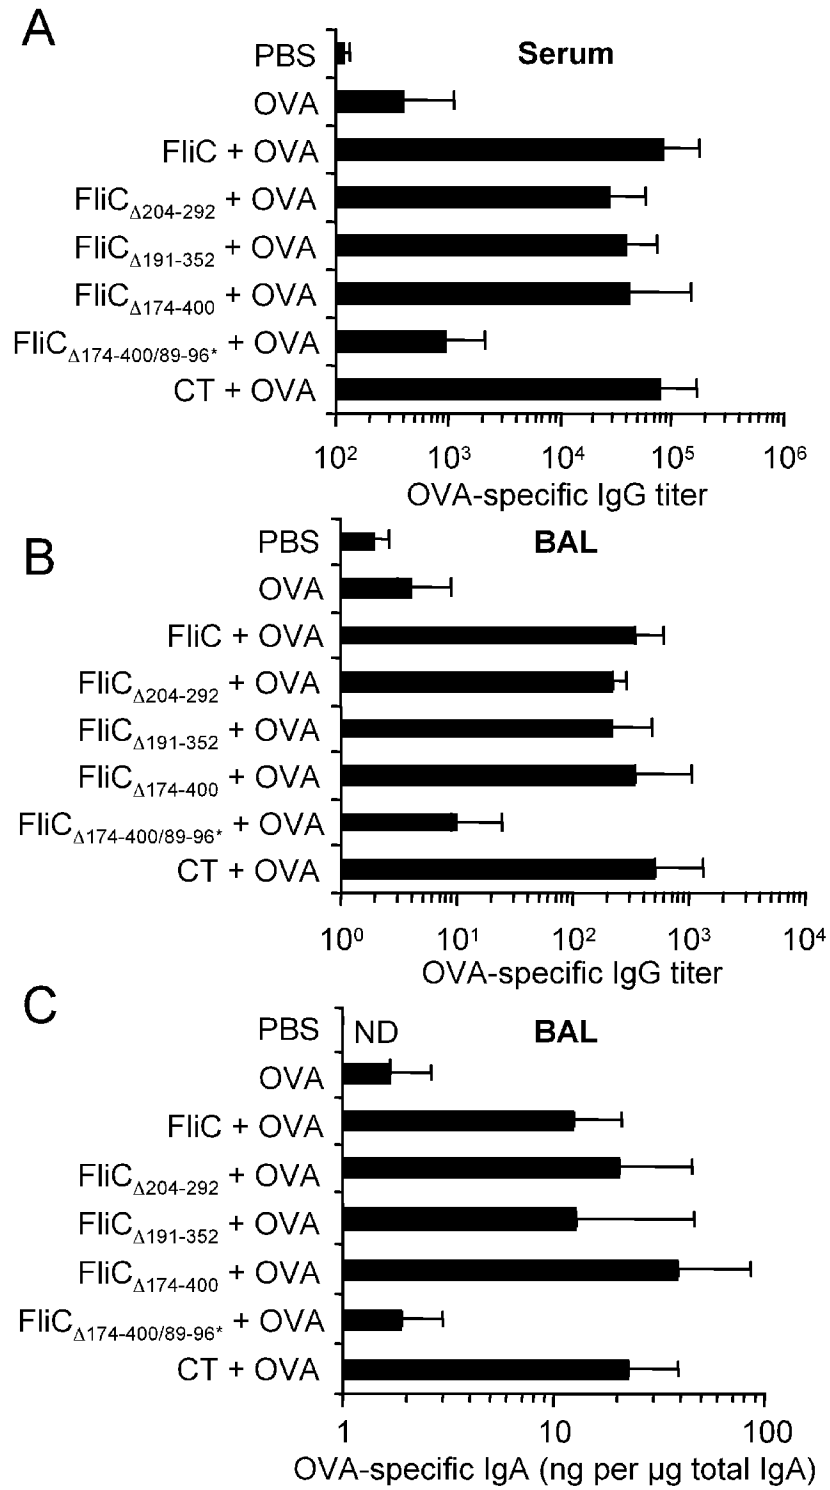 A
Serum
PBS
OVA
FliC + OVA
FliCΔ204-292 + OVA
FliCΔ191-352 + OVA
FliCΔ174-400 + OVA
FliCΔ174-400/89-96* + OVA
CT + OVA
10² 10³ 10⁴ 10⁵ 10⁶
OVA-specific IgG titer
B
BAL
PBS
OVA
FliC + OVA
FliCΔ204-292 + OVA
FliCΔ191-352 + OVA
FliCΔ174-400 + OVA
FliCΔ174-400/89-96* + OVA
CT + OVA
10⁰ 10¹ 10² 10³ 10⁴
OVA-specific IgG titer
C
PBS ND BAL
OVA
FliC + OVA
FliCΔ204-292 + OVA
FliCΔ191-352 + OVA
FliCΔ174-400 + OVA
FliCΔ174-400/89-96* + OVA
CT + OVA
1 10 100
OVA-specific IgA (ng per µg total IgA)